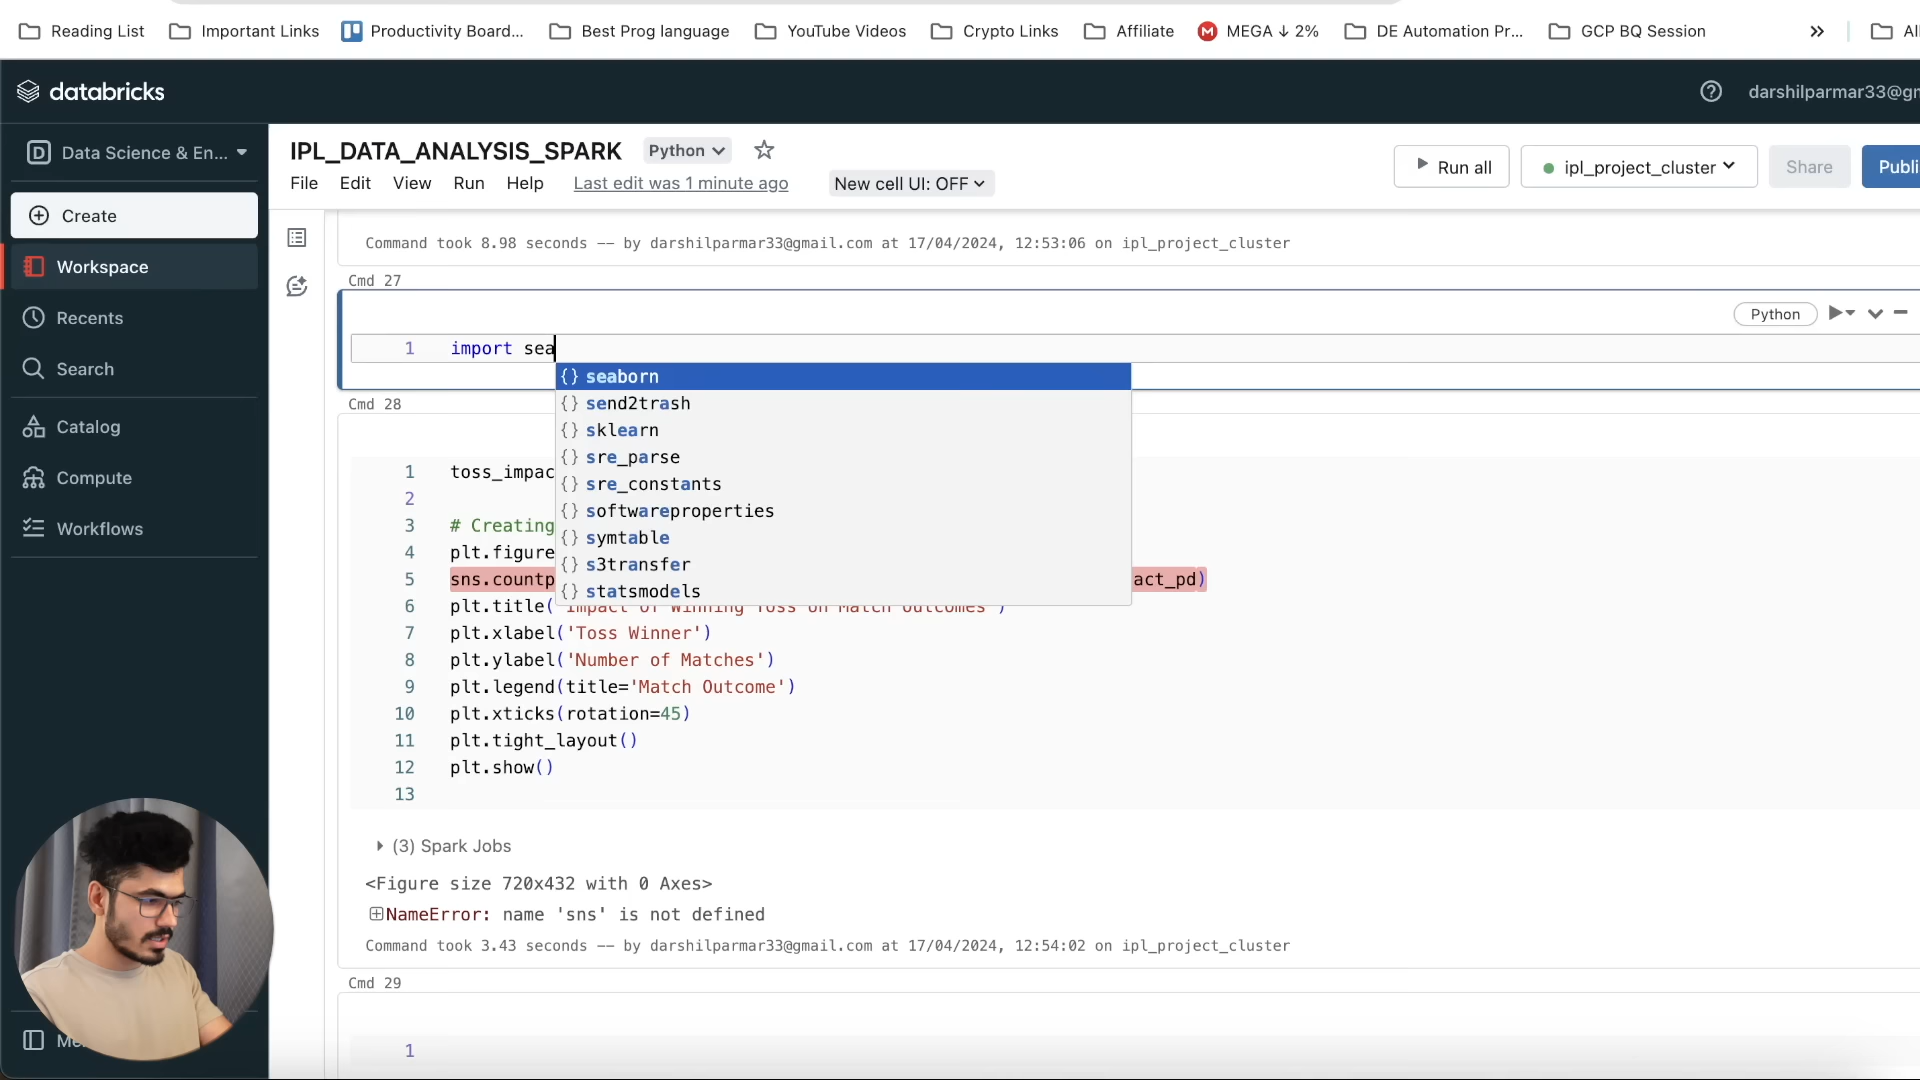 Reading List
Important Links
Productivity Board...
Best Prog language
YouTube Videos
Crypto Links
Affiliate
MEGA ↓ 2%
DE Automation Pr...
GCP BQ Session
databricks
darshilparmar33@gm
D Data Science & En...
IPL_DATA_ANALYSIS_SPARK
Python
File Edit View Run Help
Last edit was 1 minute ago
New cell UI: OFF
Run all
ipl_project_cluster
Share
Create
Workspace
Recents
Search
Catalog
Compute
Workflows
Command took 8.98 seconds -- by darshilparmar33@gmail.com at 17/04/2024, 12:53:06 on ipl_project_cluster
Cmd 27
Python
1 import sea
{} seaborn
{} send2trash
{} sklearn
{} sre_parse
{} sre_constants
{} softwareproperties
{} symtable
{} s3transfer
{} statsmodels
Cmd 28
1 toss_impac
2
3 # Creating
4 plt.figure
5 sns.countp act_pd)
6 plt.title('Impact of Winning Toss on Match Outcomes')
7 plt.xlabel('Toss Winner')
8 plt.ylabel('Number of Matches')
9 plt.legend(title='Match Outcome')
10 plt.xticks(rotation=45)
11 plt.tight_layout()
12 plt.show()
13
(3) Spark Jobs
<Figure size 720x432 with 0 Axes>
NameError: name 'sns' is not defined
Command took 3.43 seconds -- by darshilparmar33@gmail.com at 17/04/2024, 12:54:02 on ipl_project_cluster
Cmd 29
1